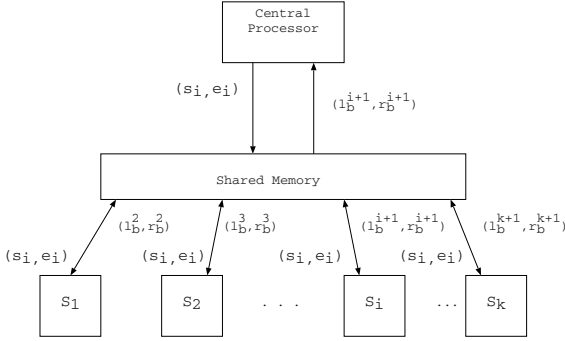 Central
Processor
(s_i,e_i)
(l_b^{i+1},r_b^{i+1})
Shared Memory
(l_b^2,r_b^2)
(l_b^3,r_b^3)
(l_b^{i+1},r_b^{i+1})
(l_b^{k+1},r_b^{k+1})
(s_i,e_i)
(s_i,e_i)
(s_i,e_i)
(s_i,e_i)
S_1
S_2
. . .
S_i
...
S_k